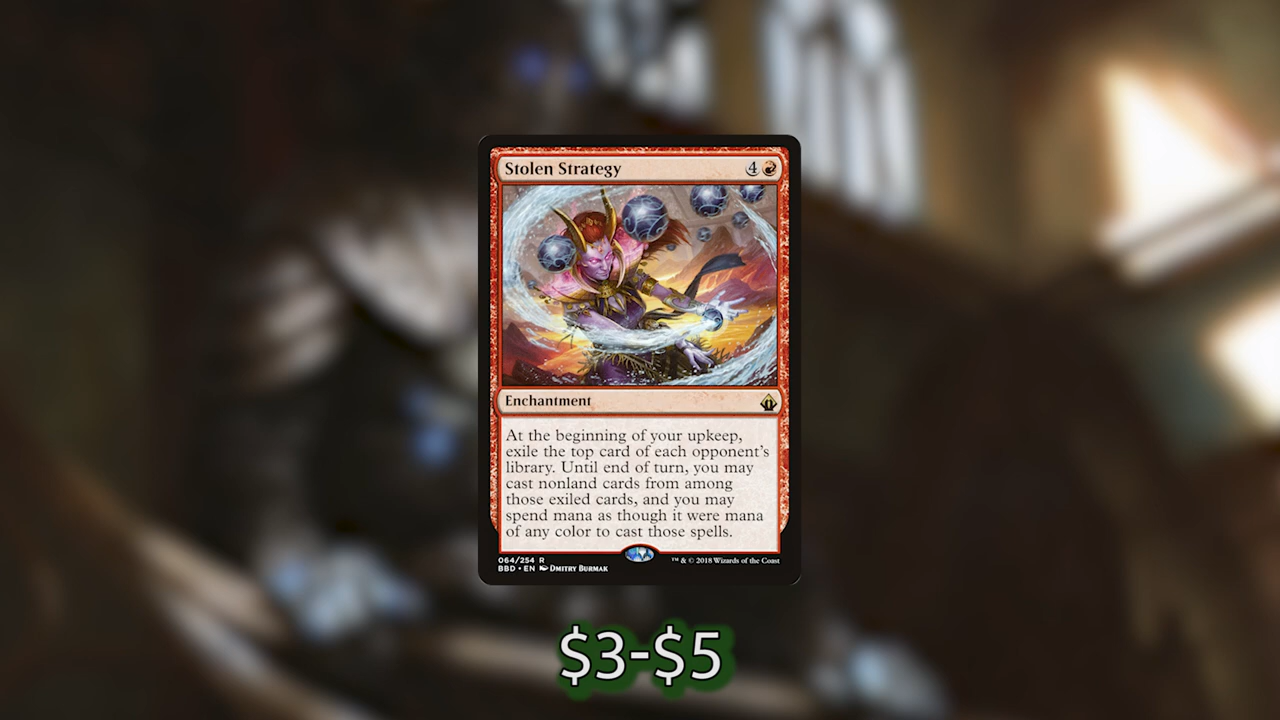 Stolen Strategy 4
Enchantment
At the beginning of your upkeep,
exile the top card of each opponent's
library. Until end of turn, you may
cast nonland cards from among
those exiled cards, and you may
spend mana as though it were mana
of any color to cast those spells.
064/254 R
BBD • EN Dmitry Burmak
™ & © 2018 Wizards of the Coast
$3-$5